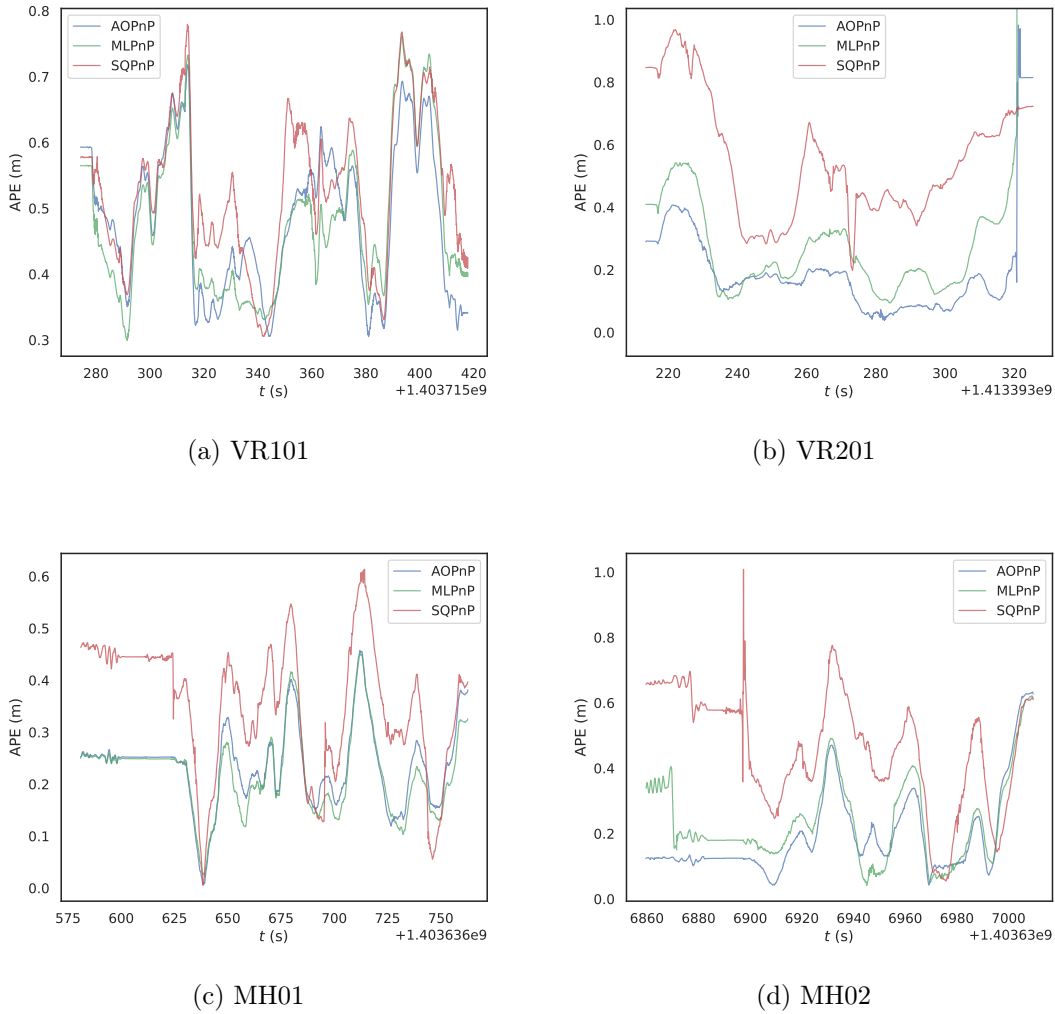 0.8
0.7
0.6
0.5
0.4
0.3
APE (m)
AOPnP
MLPnP
SQPnP
280 300 320 340 360 380 400 420
t (s)
+1.403715e9
(a) VR101
1.0
0.8
0.6
0.4
0.2
0.0
APE (m)
AOPnP
MLPnP
SQPnP
220 240 260 280 300 320
t (s)
+1.413393e9
(b) VR201
0.6
0.5
0.4
0.3
0.2
0.1
0.0
APE (m)
AOPnP
MLPnP
SQPnP
575 600 625 650 675 700 725 750
t (s)
+1.403636e9
(c) MH01
1.0
0.8
0.6
0.4
0.2
0.0
APE (m)
AOPnP
MLPnP
SQPnP
6860 6880 6900 6920 6940 6960 6980 7000
t (s)
+1.40363e9
(d) MH02